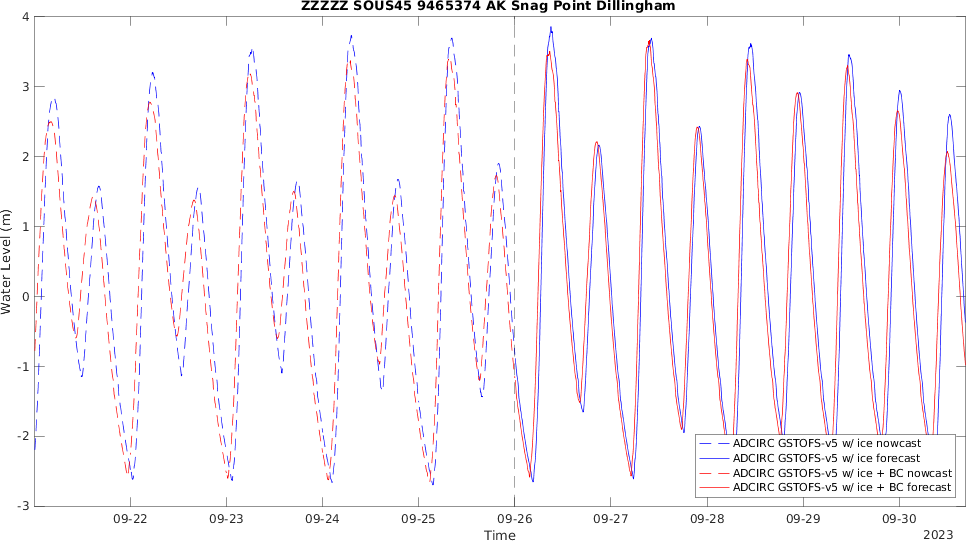 ZZZZZ SOUS45 9465374 AK Snag Point Dillingham
4
3
2
1
0
-1
-2
-3
Water Level (m)
09-22 09-23 09-24 09-25 09-26 09-27 09-28 09-29 09-30
Time
2023
ADCIRC GSTOFS-v5 w/ ice nowcast
ADCIRC GSTOFS-v5 w/ ice forecast
ADCIRC GSTOFS-v5 w/ ice + BC nowcast
ADCIRC GSTOFS-v5 w/ ice + BC forecast